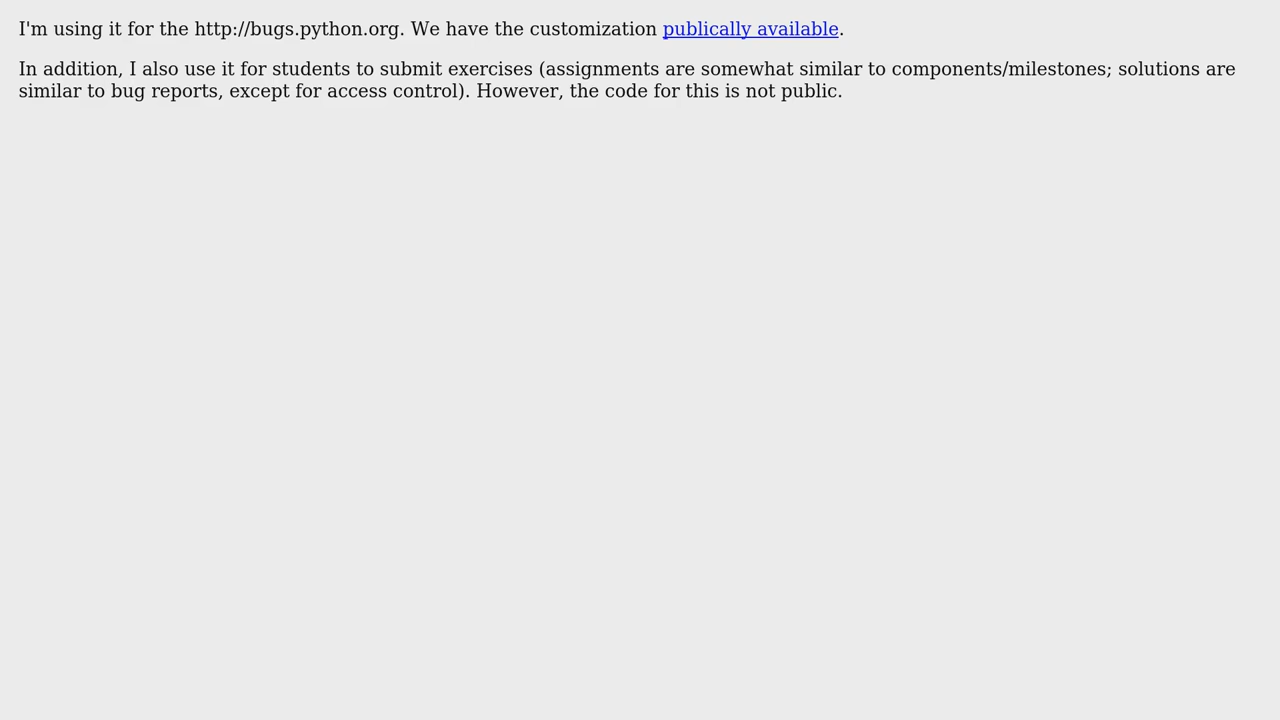 I'm using it for the http://bugs.python.org. We have the customization publically available.
In addition, I also use it for students to submit exercises (assignments are somewhat similar to components/milestones; solutions are
similar to bug reports, except for access control). However, the code for this is not public.